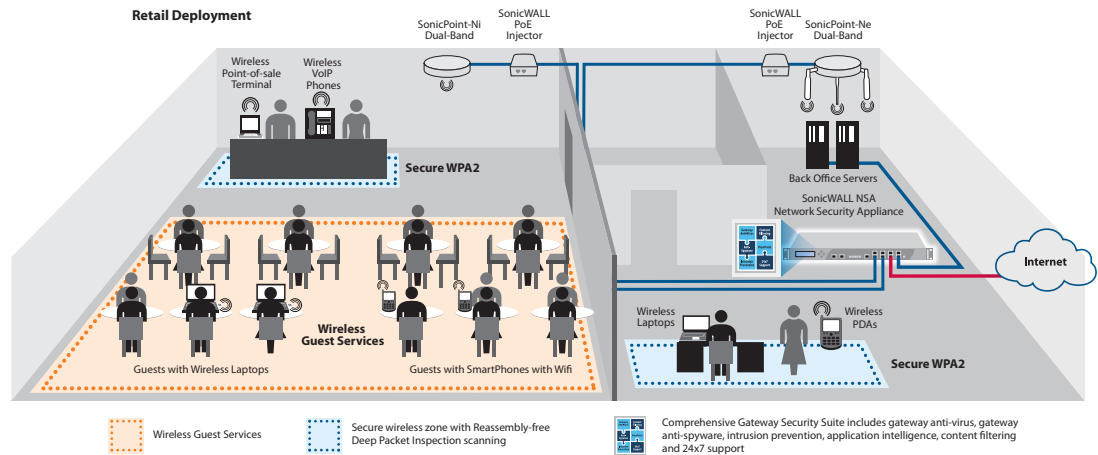 Retail Deployment
SonicPoint-Ni
Dual-Band
SonicWALL
PoE
Injector
SonicWALL
PoE
Injector
SonicPoint-Ne
Dual-Band
Wireless
Point-of-sale
Terminal
Wireless
VoIP
Phones
Secure WPA2
Back Office Servers
SonicWALL NSA
Network Security Appliance
Internet
Wireless
Laptops
Wireless
PDAs
Wireless
Guest Services
Secure WPA2
Guests with Wireless Laptops
Guests with SmartPhones with Wifi
Wireless Guest Services
Secure wireless zone with Reassembly-free
Deep Packet Inspection scanning
Comprehensive Gateway Security Suite includes gateway anti-virus, gateway
anti-spyware, intrusion prevention, application intelligence, content filtering
and 24x7 support